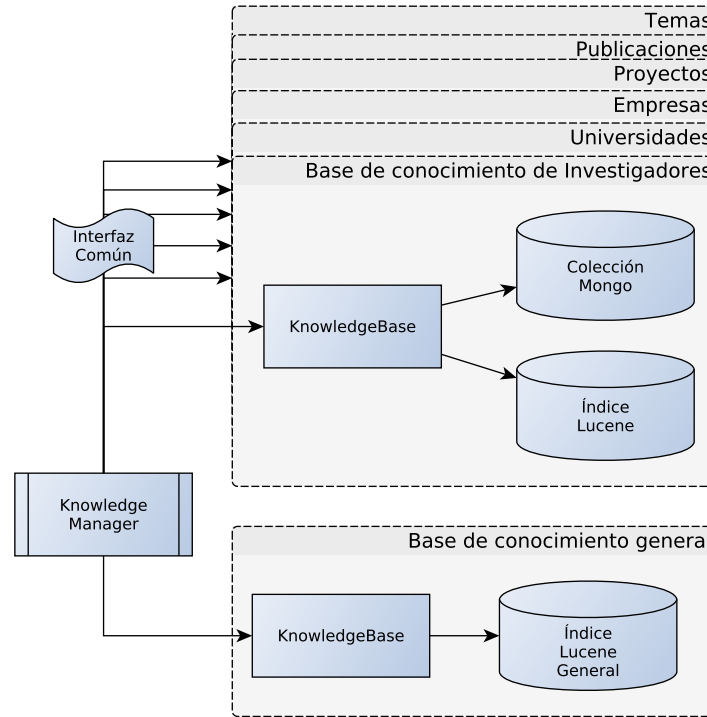 Temas
Publicaciones
Proyectos
Empresas
Universidades
Base de conocimiento de Investigadores
Interfaz
Común
Colección
Mongo
KnowledgeBase
Índice
Lucene
Knowledge
Manager
Base de conocimiento genera
KnowledgeBase
Índice
Lucene
General